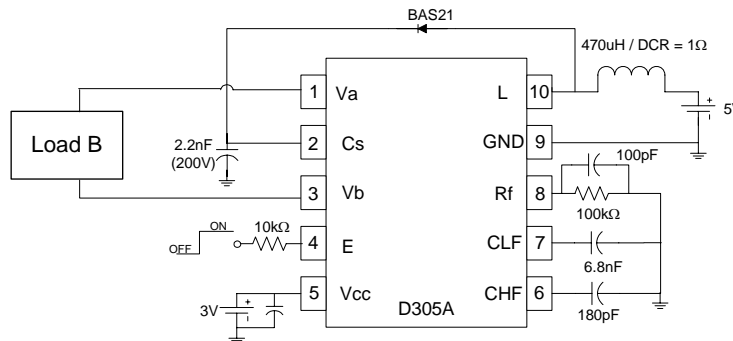 BAS21
470uH / DCR = 1Ω
1 Va L 10
5
Load B
2 Cs GND 9
2.2nF
(200V)
100pF
3 Vb Rf 8
100kΩ
ON
OFF
10kΩ
4 E CLF 7
6.8nF
3V
5 Vcc CHF 6
180pF
D305A